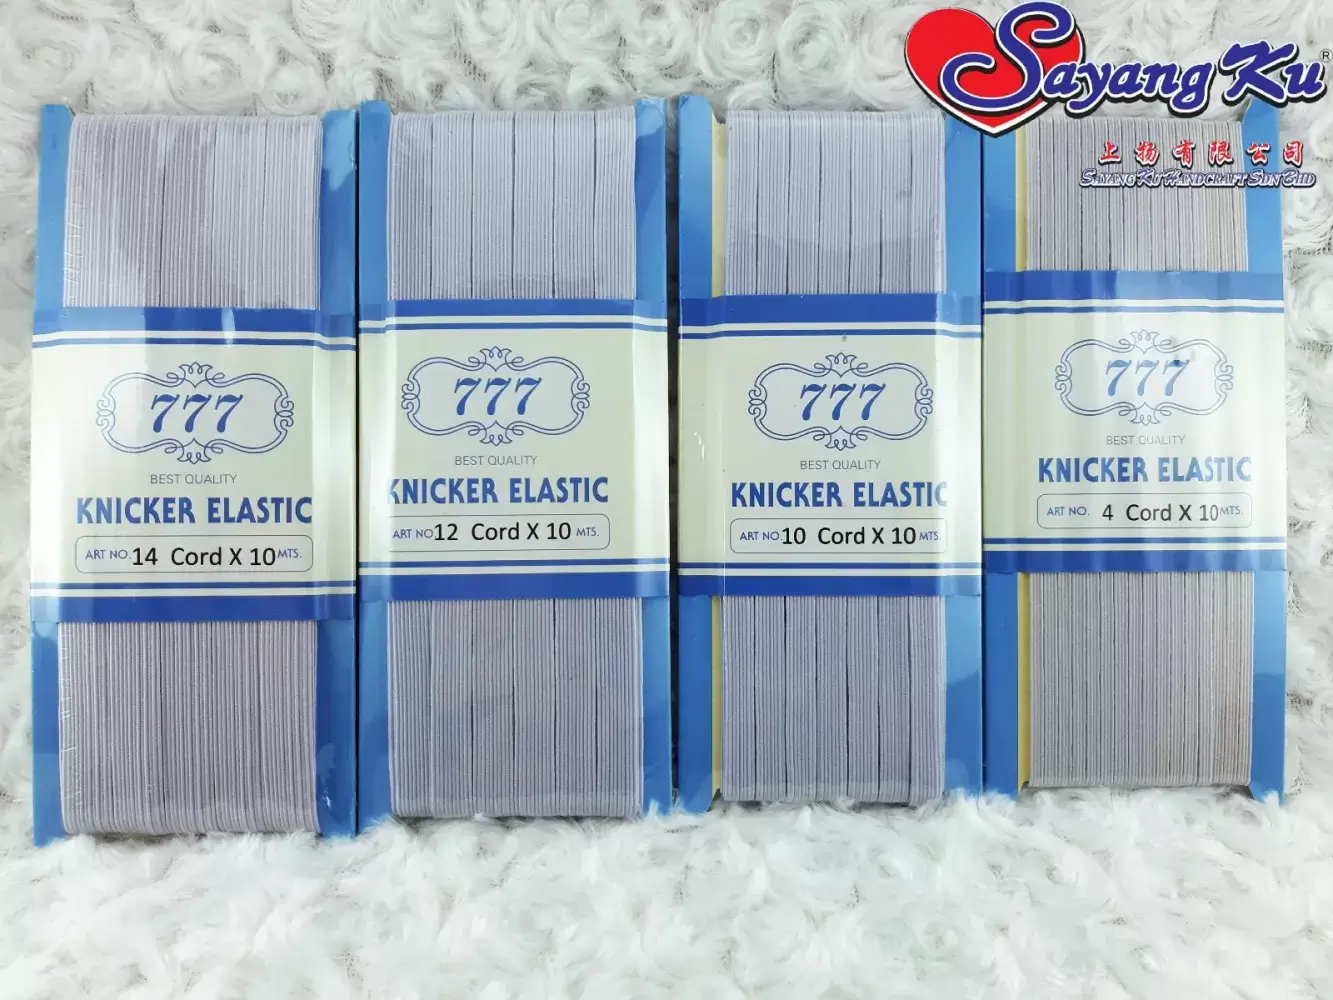 Sayang Ku®
上扬有限公司
SAYANG KU HANDCRAFT SDN BHD
777
BEST QUALITY
KNICKER ELASTIC
ART NO. 14 Cord X 10 MTS.
777
BEST QUALITY
KNICKER ELASTIC
ART NO 12 Cord X 10 MTS.
777
BEST QUALITY
KNICKER ELASTIC
ART NO. 10 Cord X 10 MTS.
777
BEST QUALITY
KNICKER ELASTIC
ART NO. 4 Cord X 10 MTS.